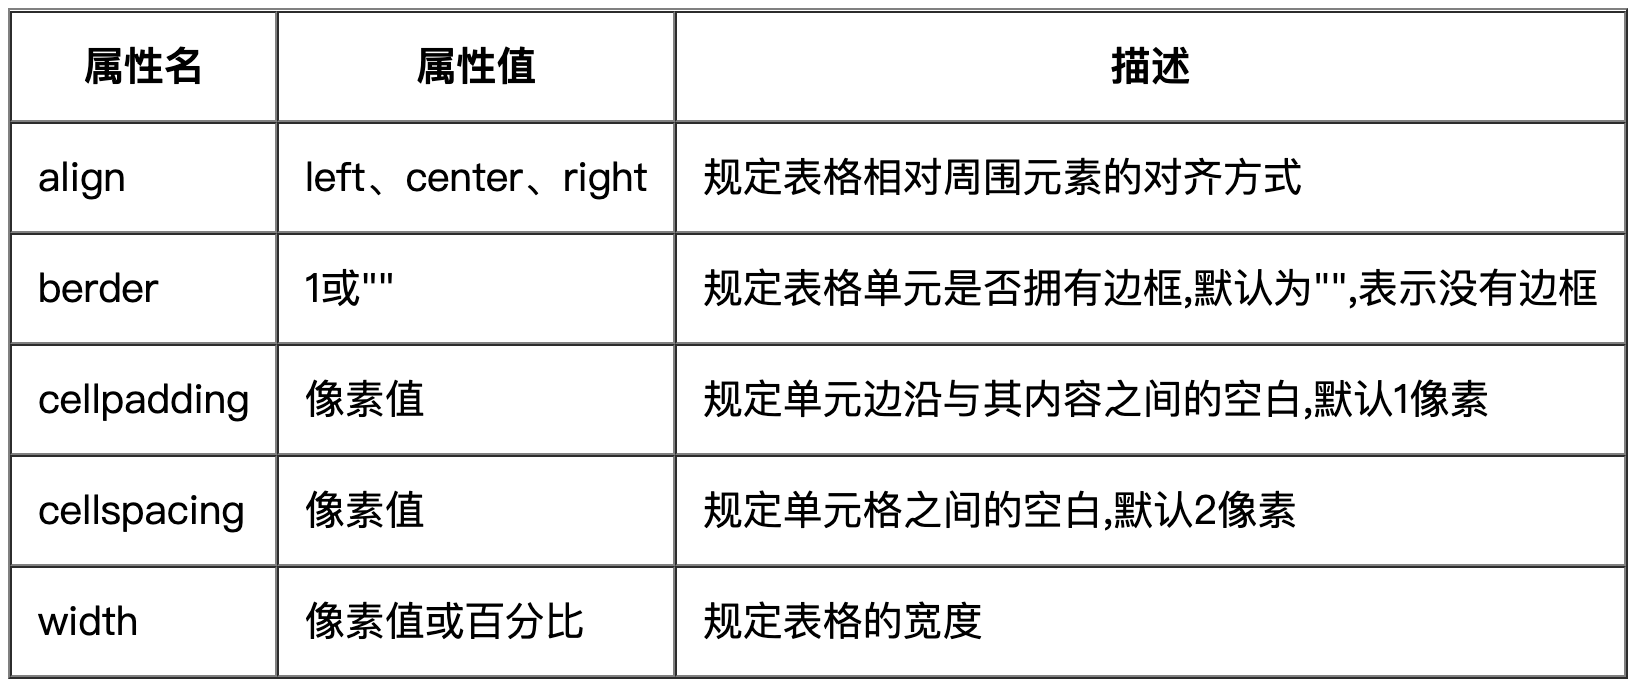 属性名 属性值 描述
align left、center、right 规定表格相对周围元素的对齐方式
berder 1或"" 规定表格单元是否拥有边框,默认为"",表示没有边框
cellpadding 像素值 规定单元边沿与其内容之间的空白,默认1像素
cellspacing 像素值 规定单元格之间的空白,默认2像素
width 像素值或百分比 规定表格的宽度